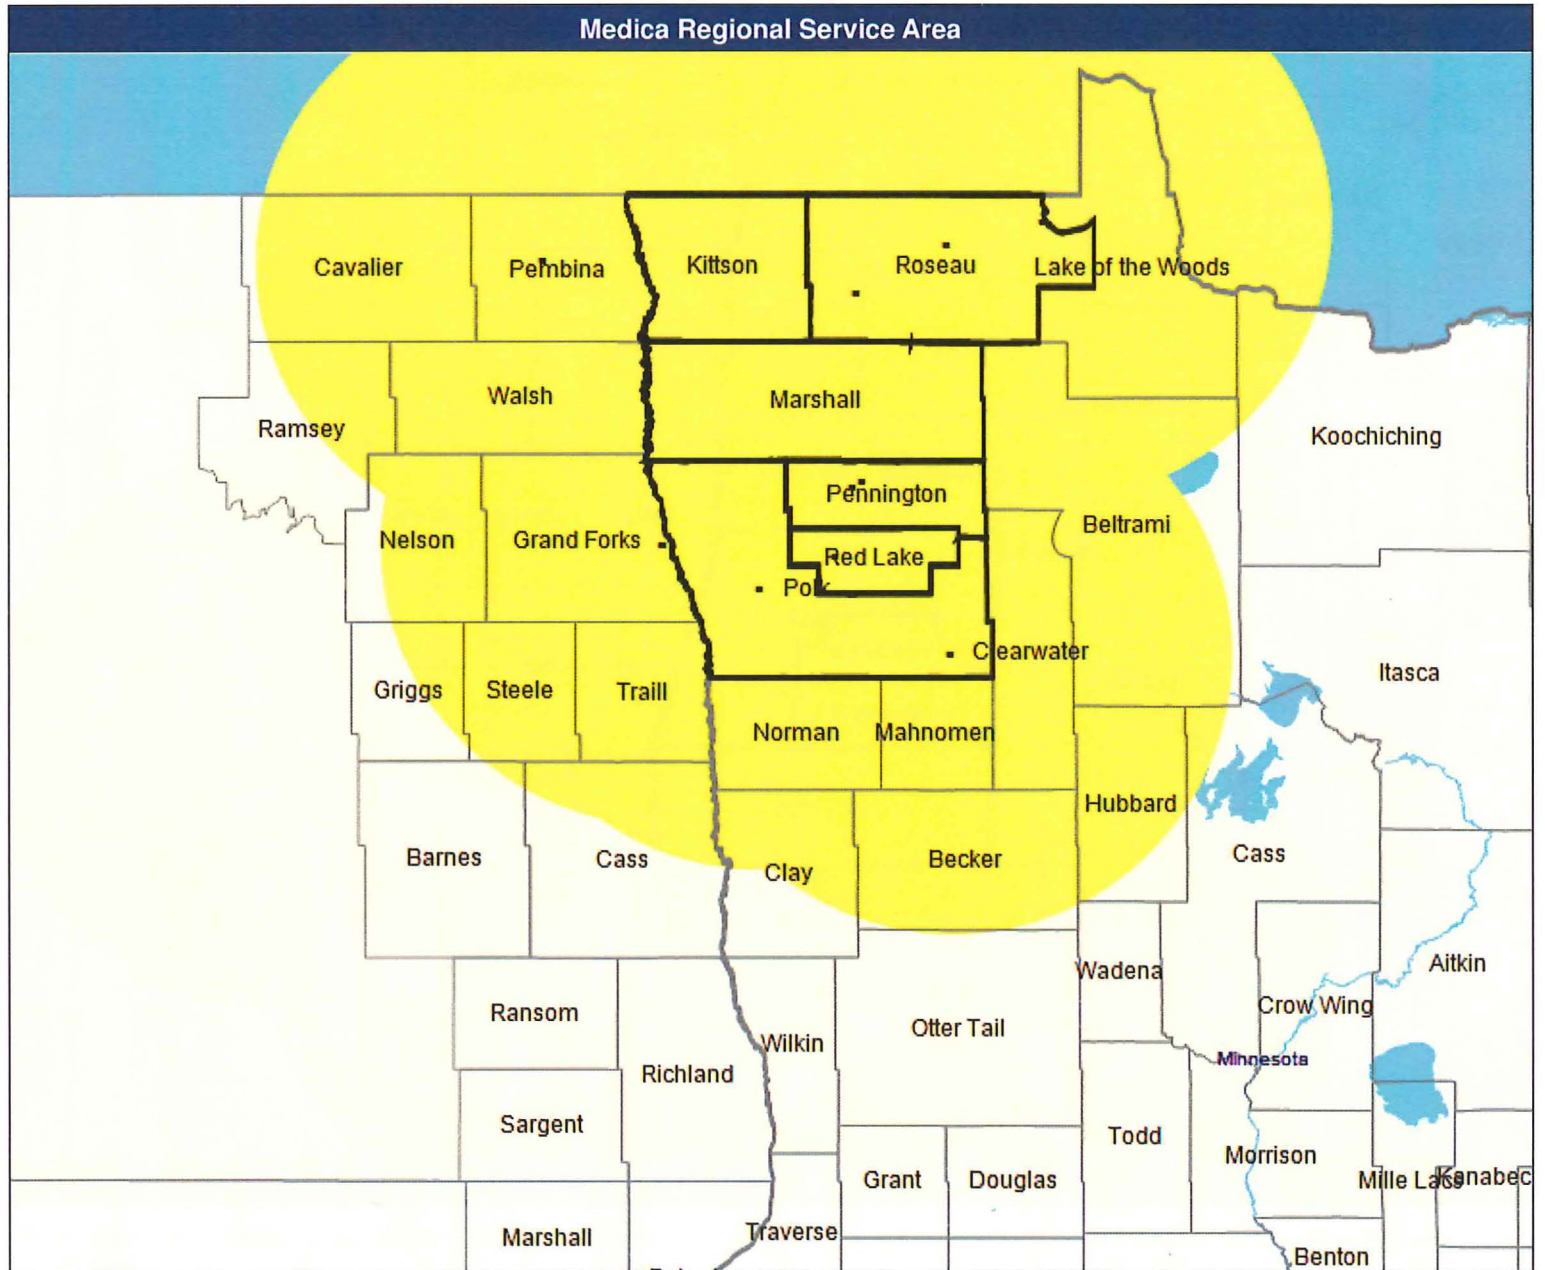 Medica Regional Service Area
Cavalier
Pembina
Kittson
Roseau
Lake of the Woods
Walsh
Marshall
Ramsey
Koochiching
Pennington
Beltrami
Nelson
Grand Forks
Red Lake
Polk
Clearwater
Itasca
Griggs
Steele
Traill
Norman
Mahnomen
Hubbard
Barnes
Cass
Clay
Becker
Cass
Wadena
Aitkin
Crow Wing
Ransom
Otter Tail
Wilkin
Minnesota
Richland
Sargent
Todd
Morrison
Grant
Douglas
Mille Lacs
Kanabec
Marshall
Traverse
Benton